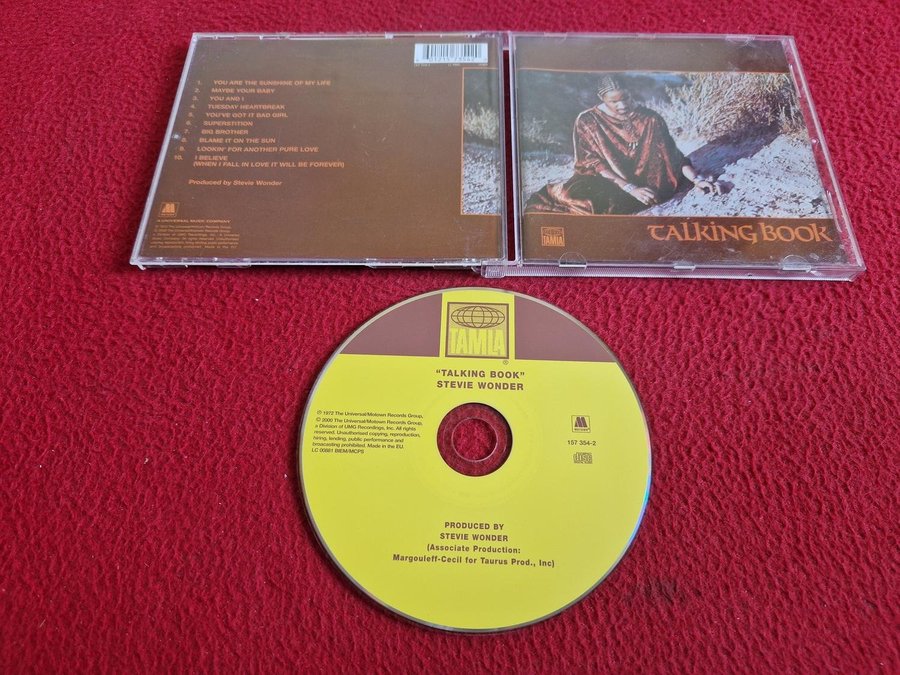 1. YOU ARE THE SUNSHINE OF MY LIFE
2. MAYBE YOUR BABY
3. YOU AND I
4. TUESDAY HEARTBREAK
5. YOU'VE GOT IT BAD GIRL
6. SUPERSTITION
7. BIG BROTHER
8. BLAME IT ON THE SUN
9. LOOKIN' FOR ANOTHER PURE LOVE
10. I BELIEVE
(WHEN I FALL IN LOVE IT WILL BE FOREVER)
Produced by Stevie Wonder
A UNIVERSAL MUSIC COMPANY
TAMLA
TALKING BOOK
TAMLA
®
"TALKING BOOK"
STEVIE WONDER
℗ 1972 The Universal/Motown Records Group,
© 2000 The Universal/Motown Records Group,
a Division of UMG Recordings, Inc. All rights
reserved. Unauthorised copying, reproduction,
hiring, lending, public performance and
broadcasting prohibited. Made in the EU.
LC 00881 BIEM/MCPS
157 354-2
PRODUCED BY
STEVIE WONDER
(Associate Production:
Margouleff-Cecil for Taurus Prod., Inc)